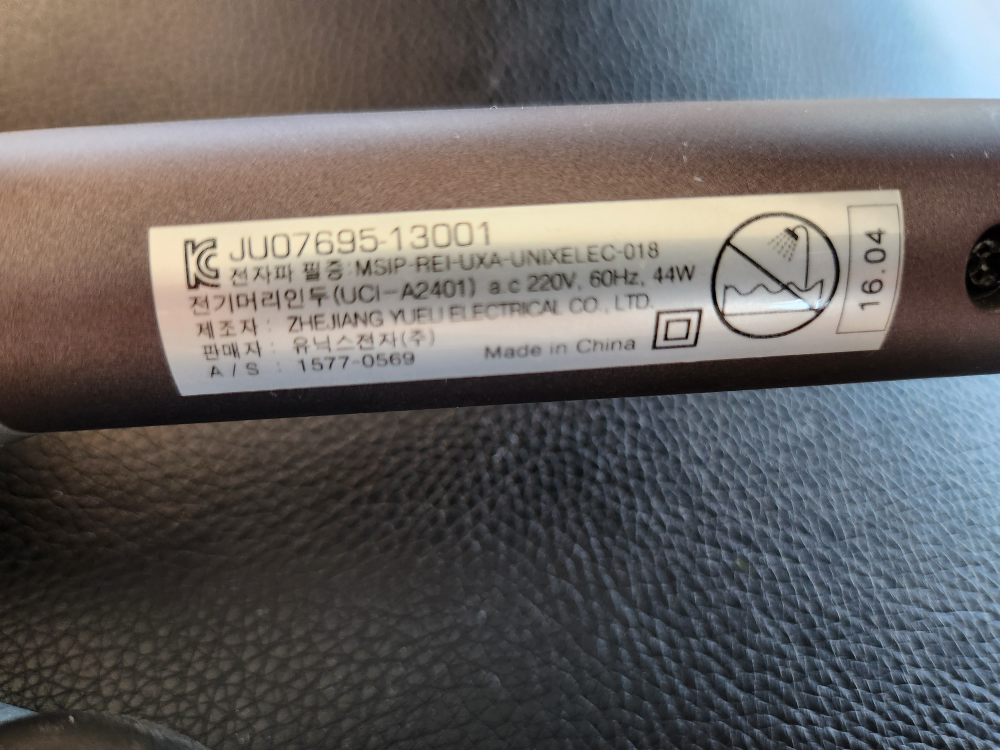 JU07695-13001
전자파 필증: MSIP-REI-UXA-UNIXELEC-018
전기머리인두(UCI-A2401) a.c 220V, 60Hz, 44W
제조자 : ZHEJIANG YUELI ELECTRICAL CO., LTD.
판매자 : 유닉스전자(주)
A / S : 1577-0569
Made in China
16.04